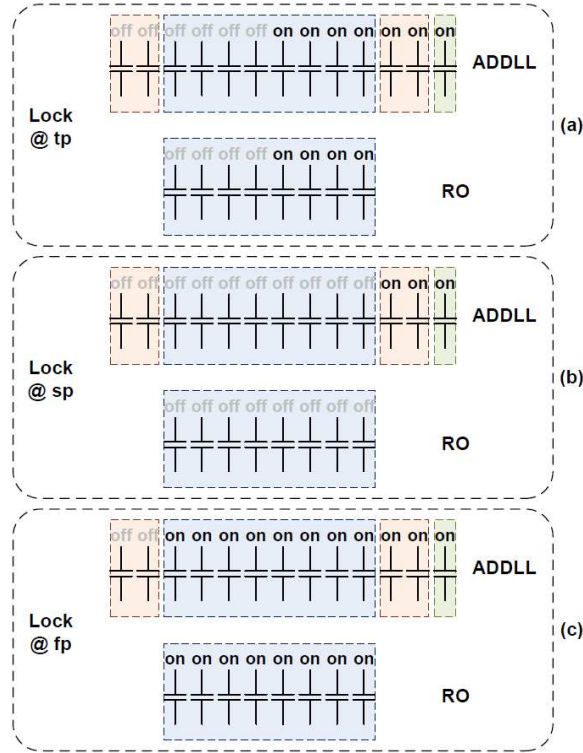 off off off off off off on on on on on on on
ADDLL
Lock
@ tp
(a)
off off off off on on on on
RO
off off off off off off off off off off on on on
ADDLL
Lock
@ sp
(b)
off off off off off off off off
RO
off off on on on on on on on on on on on
ADDLL
Lock
@ fp
(c)
on on on on on on on on
RO